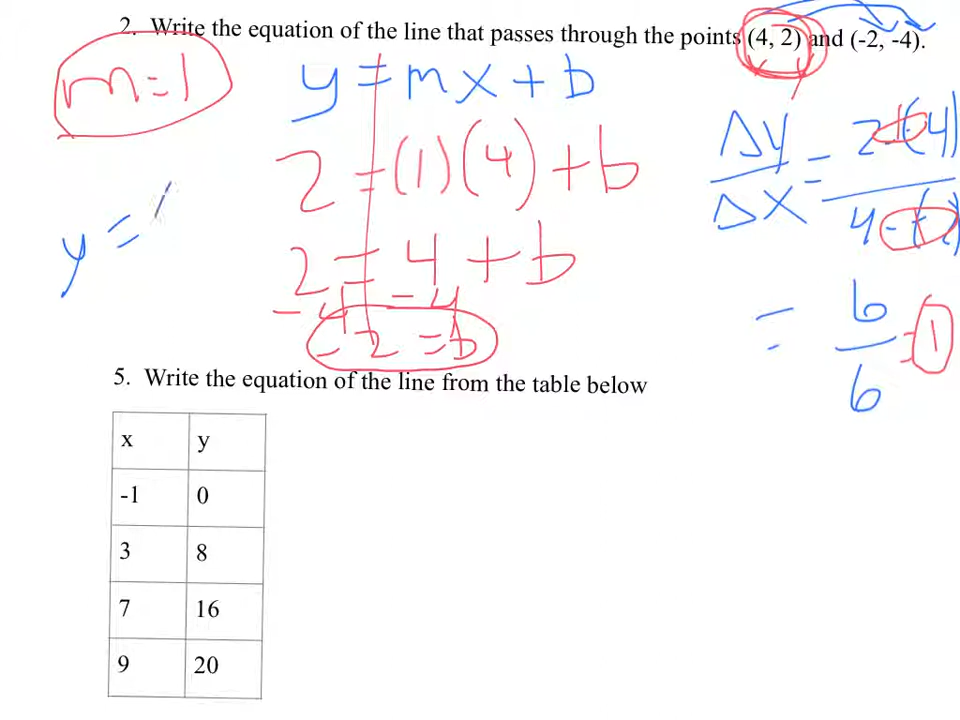 2. Write the equation of the line that passes through the points (4, 2) and (-2, -4).
m=1
y = mx + b
2 = (1)(4) + b
2 = 4 + b
-4 -4
-2 = b
y =
Δy/Δx = 2-(-4)/4-(-2)
= 6/6 = 1
5. Write the equation of the line from the table below
x y
-1 0
3 8
7 16
9 20